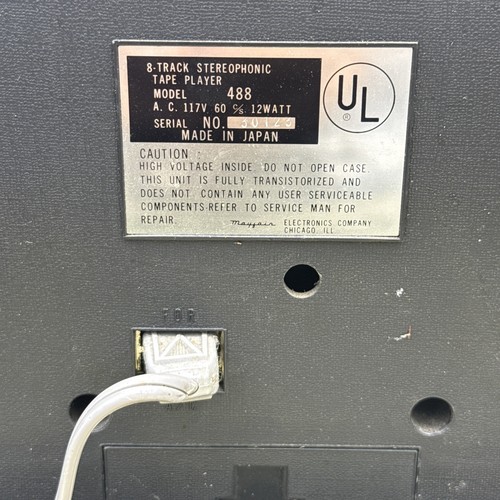 8-TRACK STEREOPHONIC
TAPE PLAYER
MODEL 488
A. C. 117V 60 c/s 12WATT
SERIAL NO.
MADE IN JAPAN
UL
®
CAUTION:
HIGH VOLTAGE INSIDE. DO NOT OPEN CASE.
THIS UNIT IS FULLY TRANSISTORIZED AND
DOES NOT CONTAIN ANY USER SERVICEABLE
COMPONENTS·REFER TO SERVICE MAN FOR
REPAIR.
Mayfair ELECTRONICS COMPANY
CHICAGO. ILL.
FOR